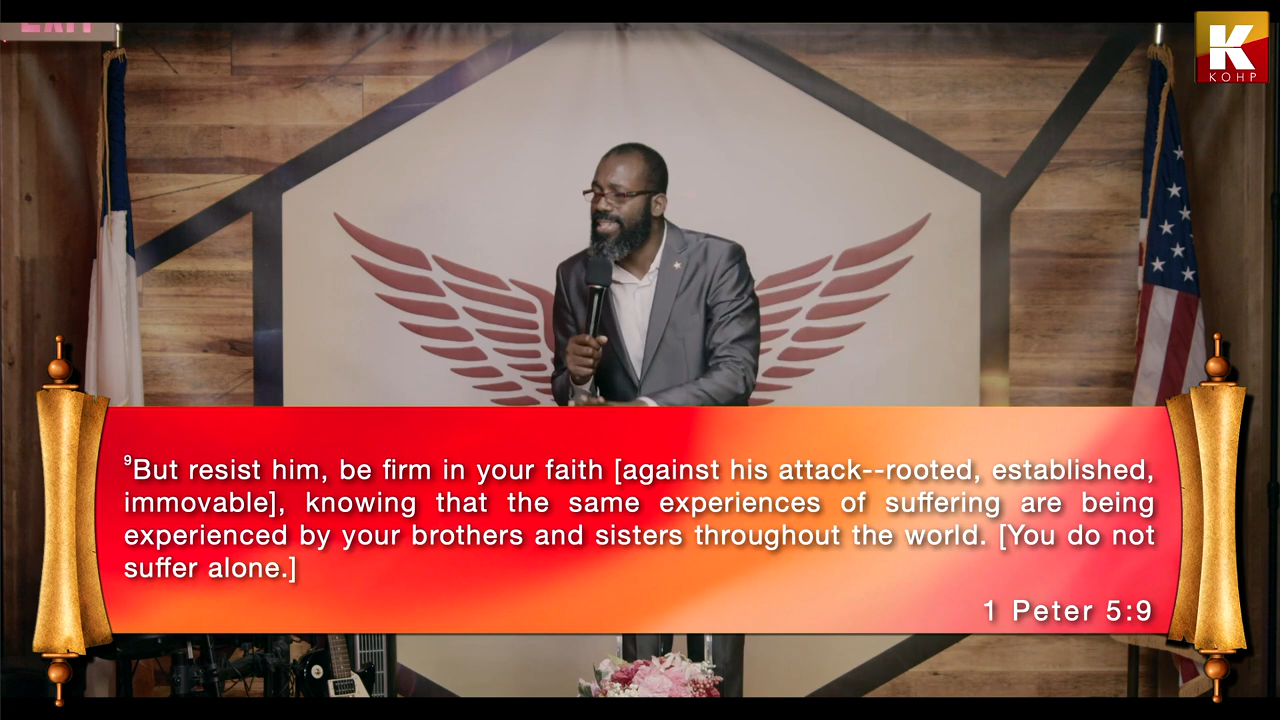 EXIT
K
KOHP
⁹But resist him, be firm in your faith [against his attack--rooted, established,
immovable], knowing that the same experiences of suffering are being
experienced by your brothers and sisters throughout the world. [You do not
suffer alone.]
1 Peter 5:9